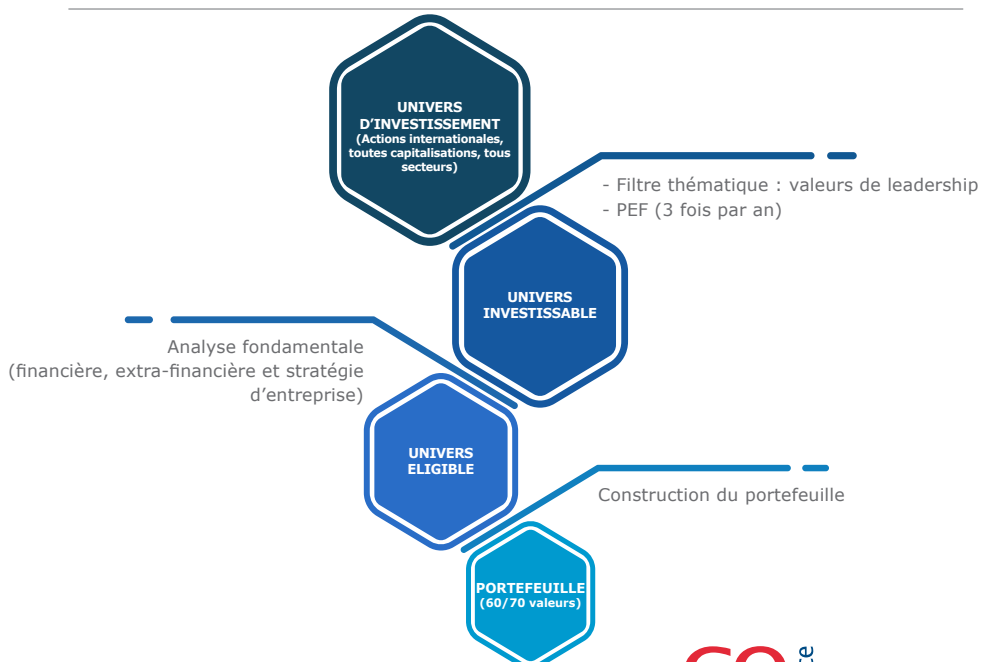 UNIVERS
D’INVESTISSEMENT
(Actions internationales,
toutes capitalisations, tous
secteurs)
- Filtre thématique : valeurs de leadership
- PEF (3 fois par an)
UNIVERS
INVESTISSABLE
Analyse fondamentale
(financière, extra-financière et stratégie
d’entreprise)
UNIVERS
ELIGIBLE
Construction du portefeuille
PORTEFEUILLE
(60/70 valeurs)